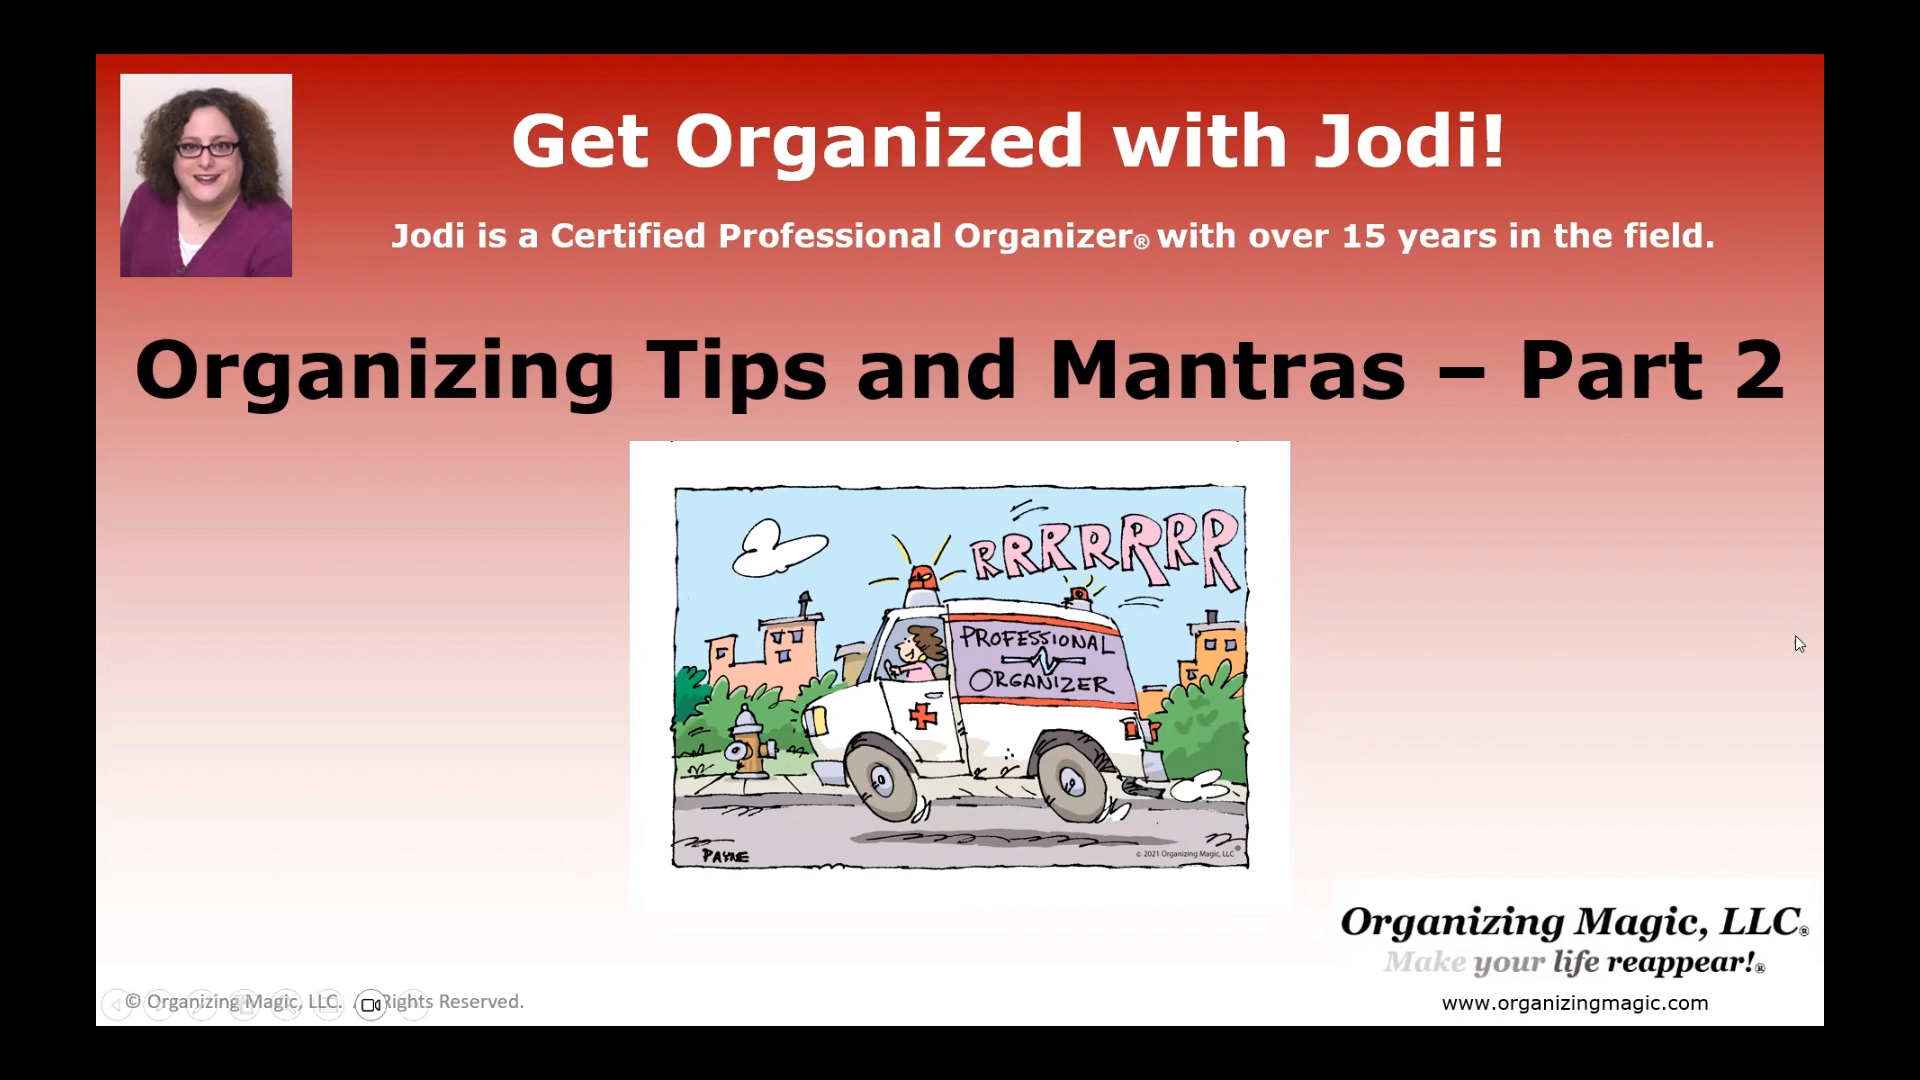 Get Organized with Jodi!
Jodi is a Certified Professional Organizer® with over 15 years in the field.
Organizing Tips and Mantras – Part 2
RRRRRRR
PROFESSIONAL
ORGANIZER
PAYNE
© 2021 Organizing Magic, LLC®
Organizing Magic, LLC®
Make your life reappear!®
© Organizing Magic, LLC. Rights Reserved.
www.organizingmagic.com